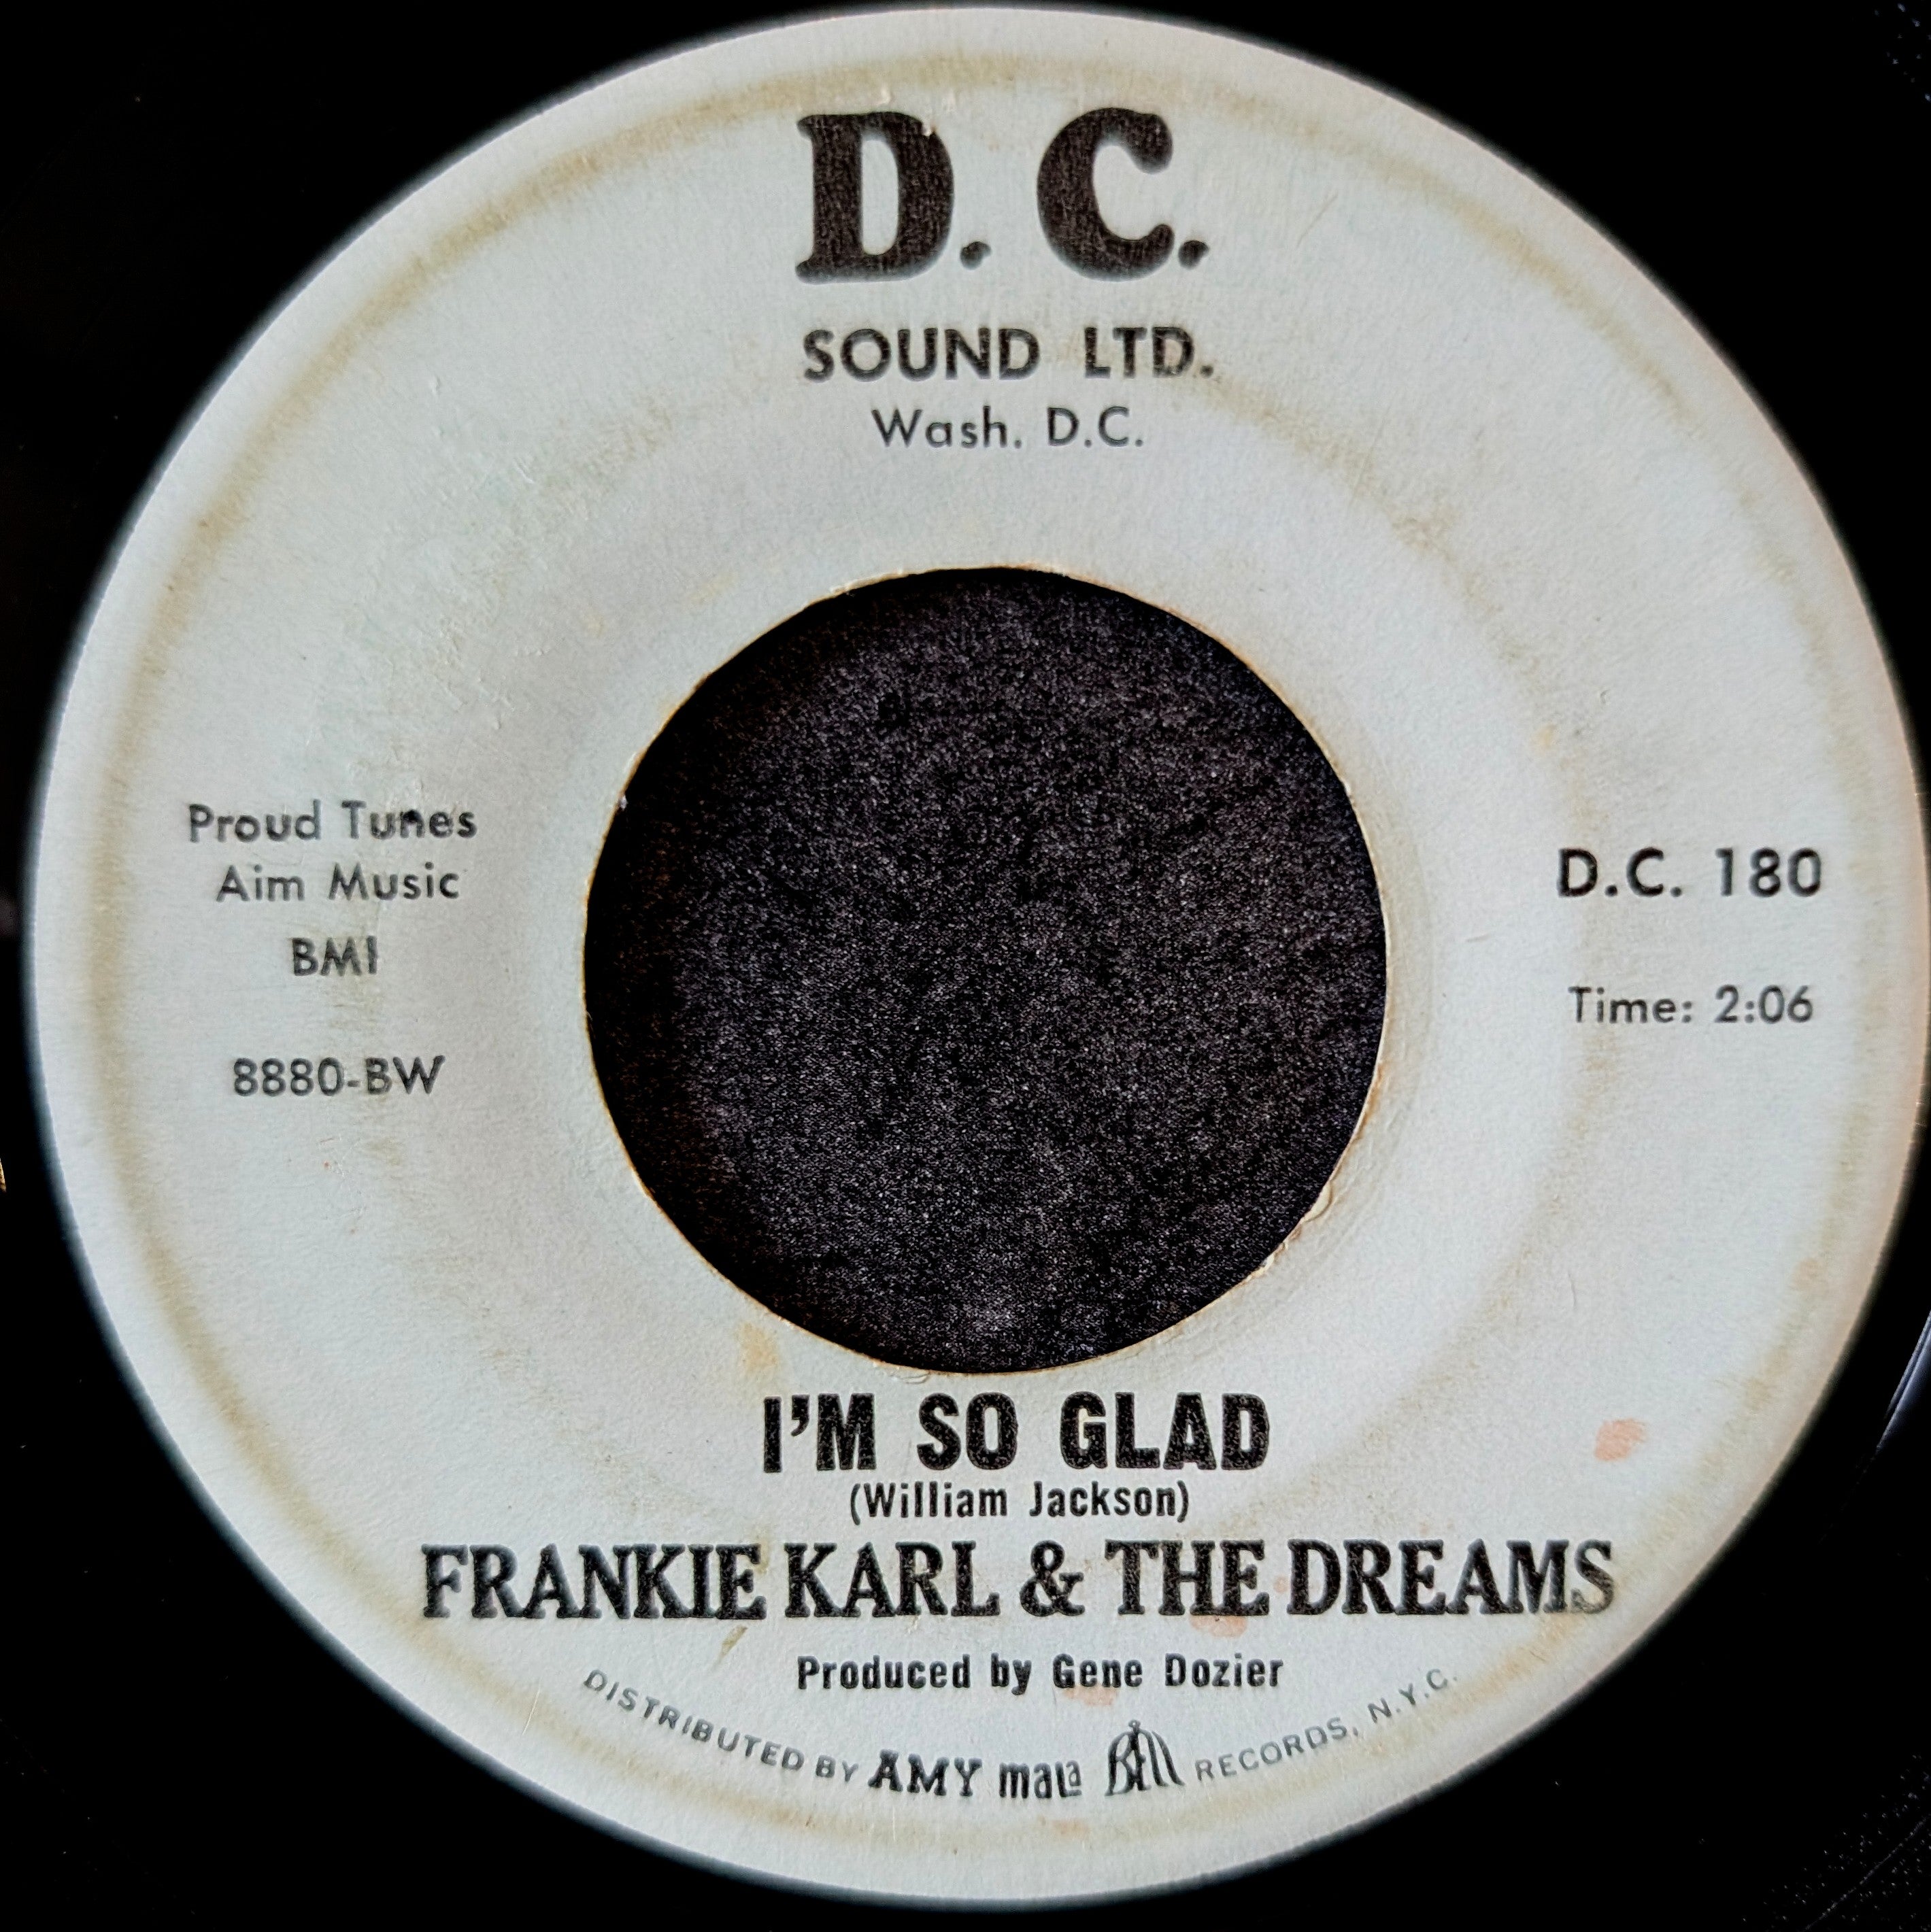 D. C.
SOUND LTD.
Wash. D.C.
Proud Tunes
Aim Music
BMI
8880-BW
D.C. 180
Time: 2:06
I'M SO GLAD
(William Jackson)
FRANKIE KARL & THE DREAMS
Produced by Gene Dozier
DISTRIBUTED BY AMY mala Bell RECORDS, N.Y.C.